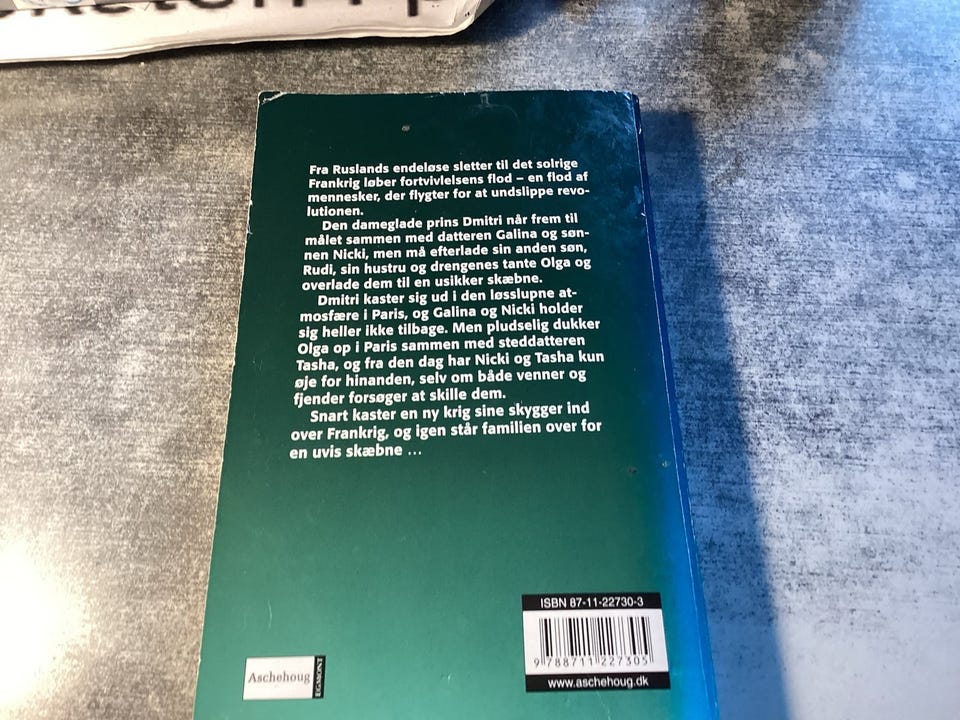 Fra Ruslands endeløse sletter til det solrige
Frankrig løber fortvivlelsens flod – en flod af
mennesker, der flygter for at undslippe revo-
lutionen.
Den dameglade prins Dmitri når frem til
målet sammen med datteren Galina og søn-
nen Nicki, men må efterlade sin anden søn,
Rudi, sin hustru og drengenes tante Olga og
overlade dem til en usikker skæbne.
Dmitri kaster sig ud i den løsslupne at-
mosfære i Paris, og Galina og Nicki holder
sig heller ikke tilbage. Men pludselig dukker
Olga op i Paris sammen med steddatteren
Tasha, og fra den dag har Nicki og Tasha kun
øje for hinanden, selv om både venner og
fjender forsøger at skille dem.
Snart kaster en ny krig sine skygger ind
over Frankrig, og igen står familien over for
en uvis skæbne ...
ISBN 87-11-22730-3
9 788711 227305
www.aschehoug.dk
Aschehoug
EGMONT